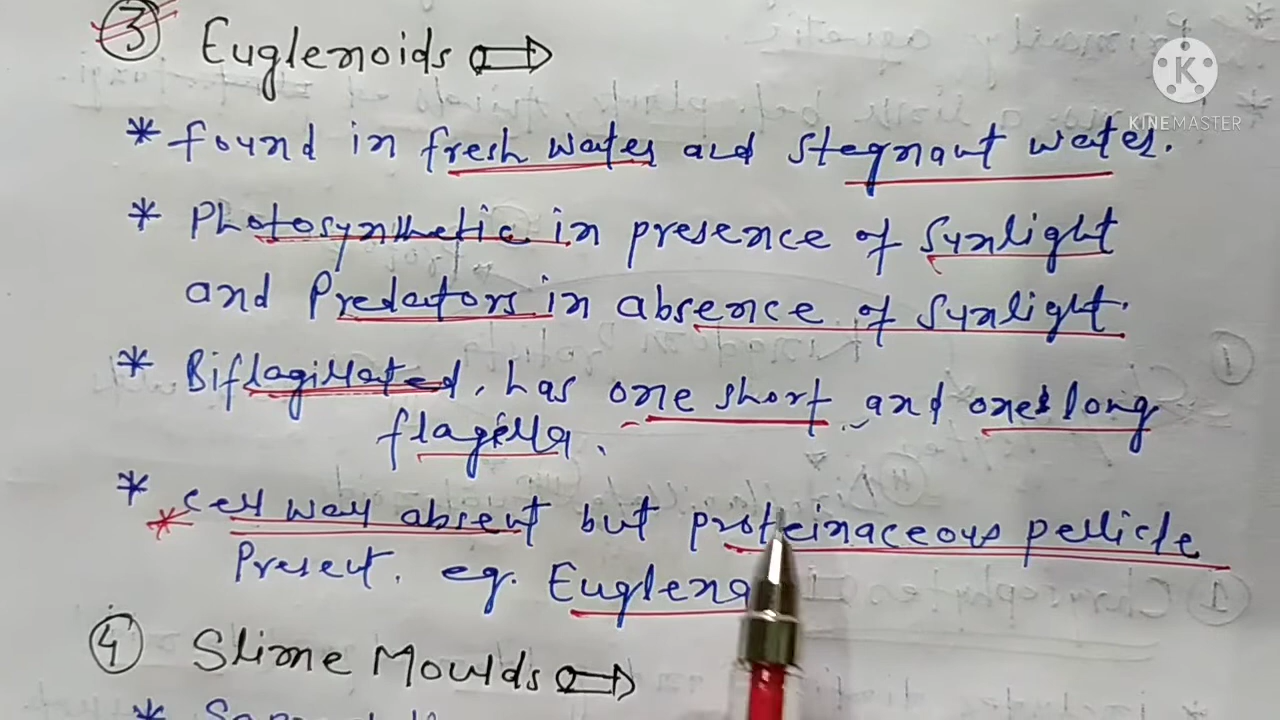 ③ Euglenoids
* found in fresh water and stegnant water.
* Photosynthetic in presence of Sunlight
and Predators in absence of Sunlight.
* Biflagillated, has one short and one long
flagella.
* Cell wall absent but proteinaceous pellicle
Present. eg. Euglena
④ Slime Moulds
K
KINEMASTER